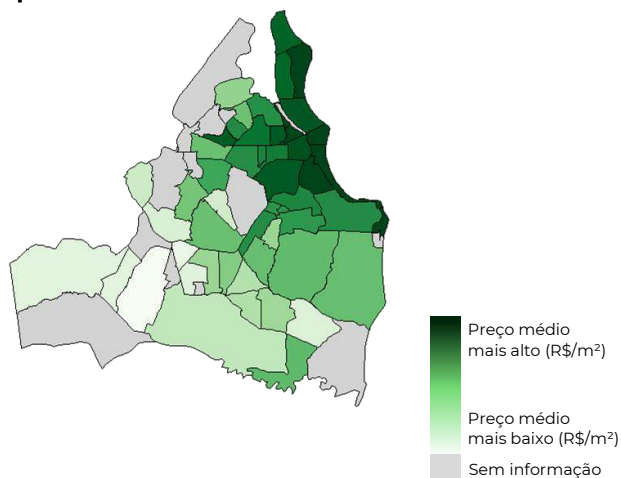 Preço médio
mais alto (R$/m²)
Preço médio
mais baixo (R$/m²)
Sem informação